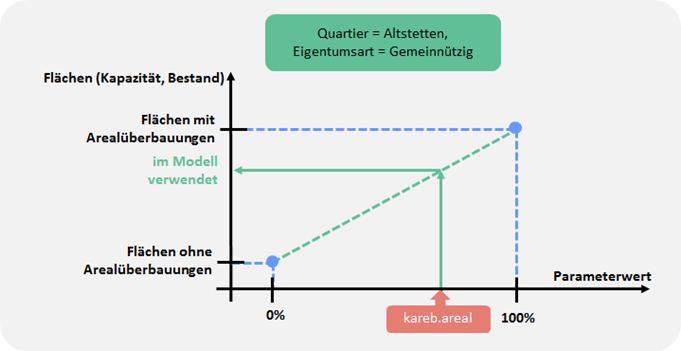 Quartier = Altstetten,
Eigentumsart = Gemeinnützig
Flächen (Kapazität, Bestand)
Flächen mit
Arealüberbauungen
im Modell
verwendet
Flächen ohne
Arealüberbauungen
Parameterwert
0%
kareb.areal
100%